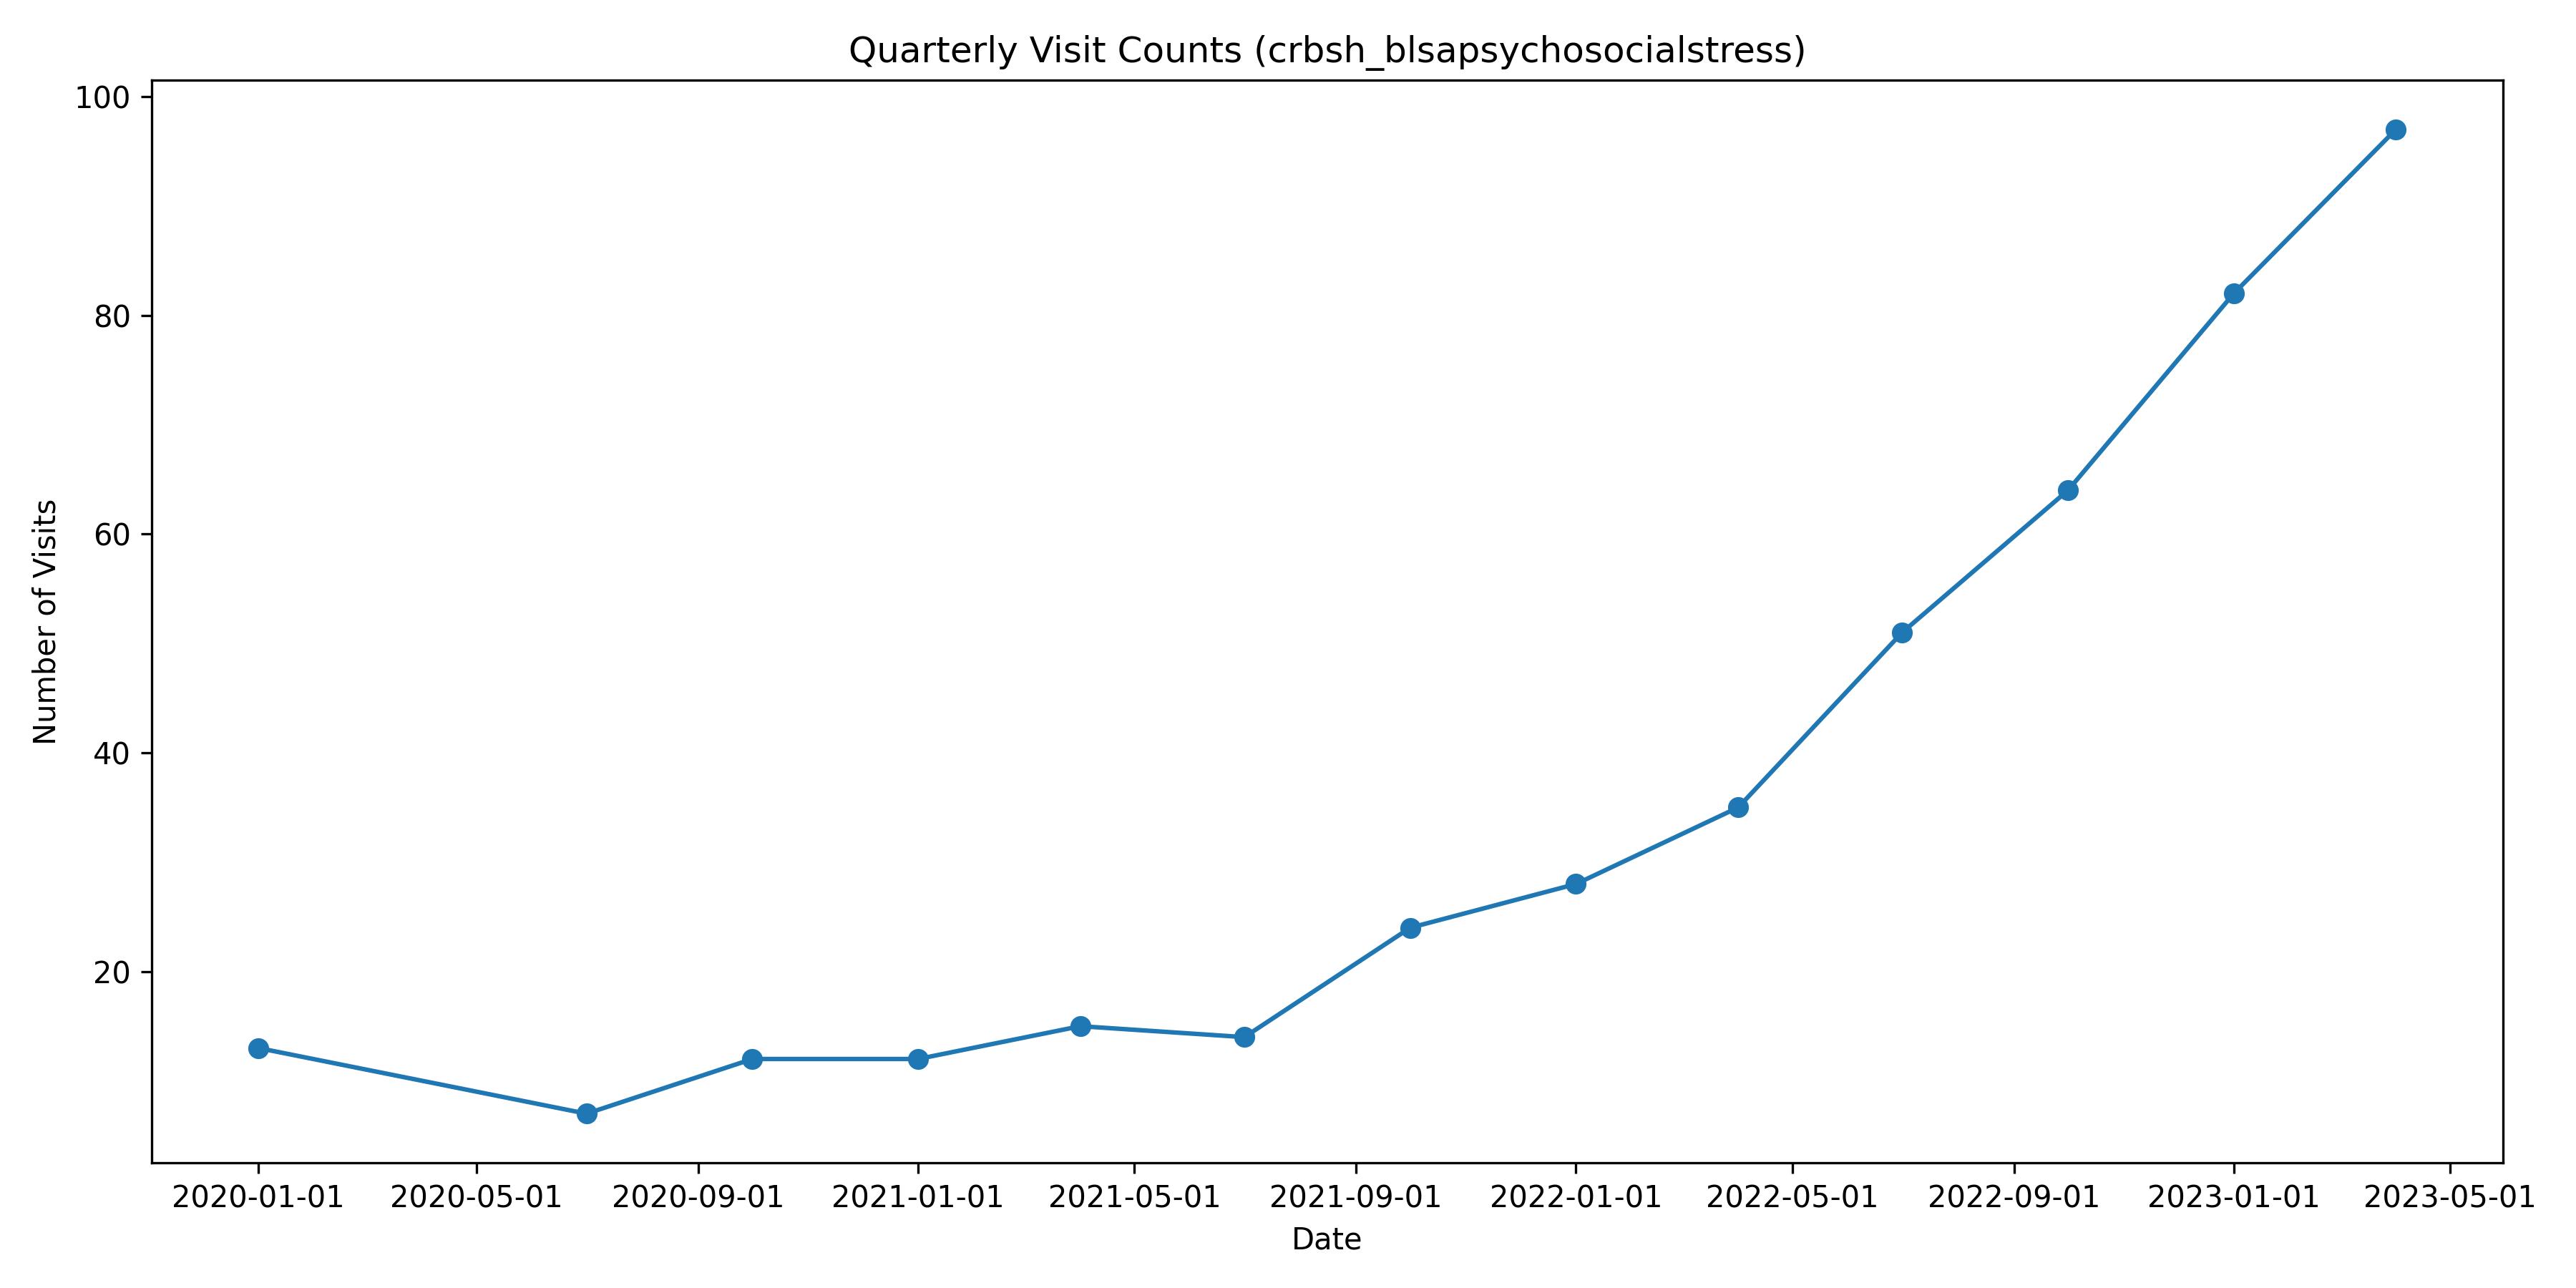 Quarterly Visit Counts (crbsh_blsapsychosocialstress)
100
80
60
40
20
Number of Visits
2020-01-01 2020-05-01 2020-09-01 2021-01-01 2021-05-01 2021-09-01 2022-01-01 2022-05-01 2022-09-01 2023-01-01 2023-05-01
Date